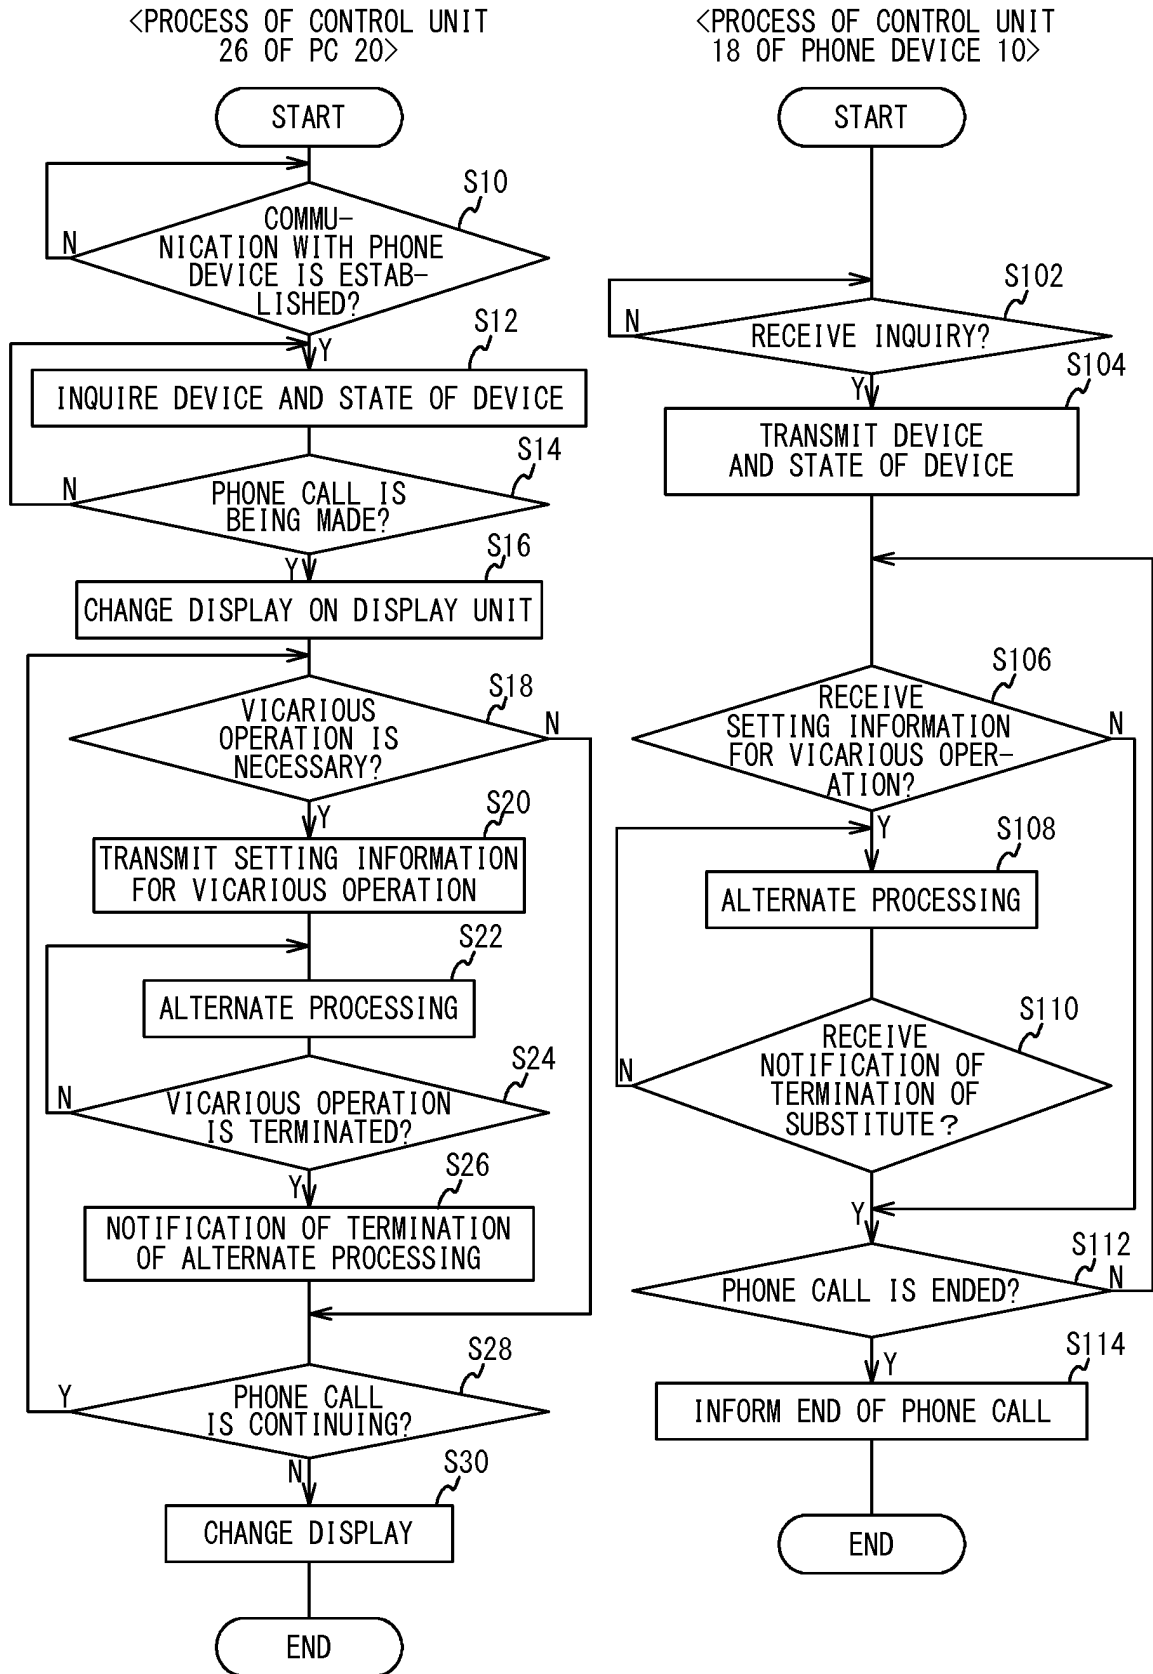 <PROCESS OF CONTROL UNIT
26 OF PC 20>
START
S10
COMMU-
NICATION WITH PHONE
DEVICE IS ESTAB-
LISHED?
N
Y
S12
INQUIRE DEVICE AND STATE OF DEVICE
S14
PHONE CALL IS
BEING MADE?
N
Y
S16
CHANGE DISPLAY ON DISPLAY UNIT
S18
VICARIOUS
OPERATION IS
NECESSARY?
N
Y
S20
TRANSMIT SETTING INFORMATION
FOR VICARIOUS OPERATION
S22
ALTERNATE PROCESSING
S24
VICARIOUS OPERATION
IS TERMINATED?
N
Y
S26
NOTIFICATION OF TERMINATION
OF ALTERNATE PROCESSING
S28
PHONE CALL
IS CONTINUING?
Y
N
S30
CHANGE DISPLAY
END
<PROCESS OF CONTROL UNIT
18 OF PHONE DEVICE 10>
START
S102
RECEIVE INQUIRY?
N
Y
S104
TRANSMIT DEVICE
AND STATE OF DEVICE
S106
RECEIVE
SETTING INFORMATION
FOR VICARIOUS OPER-
ATION?
N
Y
S108
ALTERNATE PROCESSING
S110
RECEIVE
NOTIFICATION OF
TERMINATION OF
SUBSTITUTE?
N
Y
S112
PHONE CALL IS ENDED?
N
Y
S114
INFORM END OF PHONE CALL
END